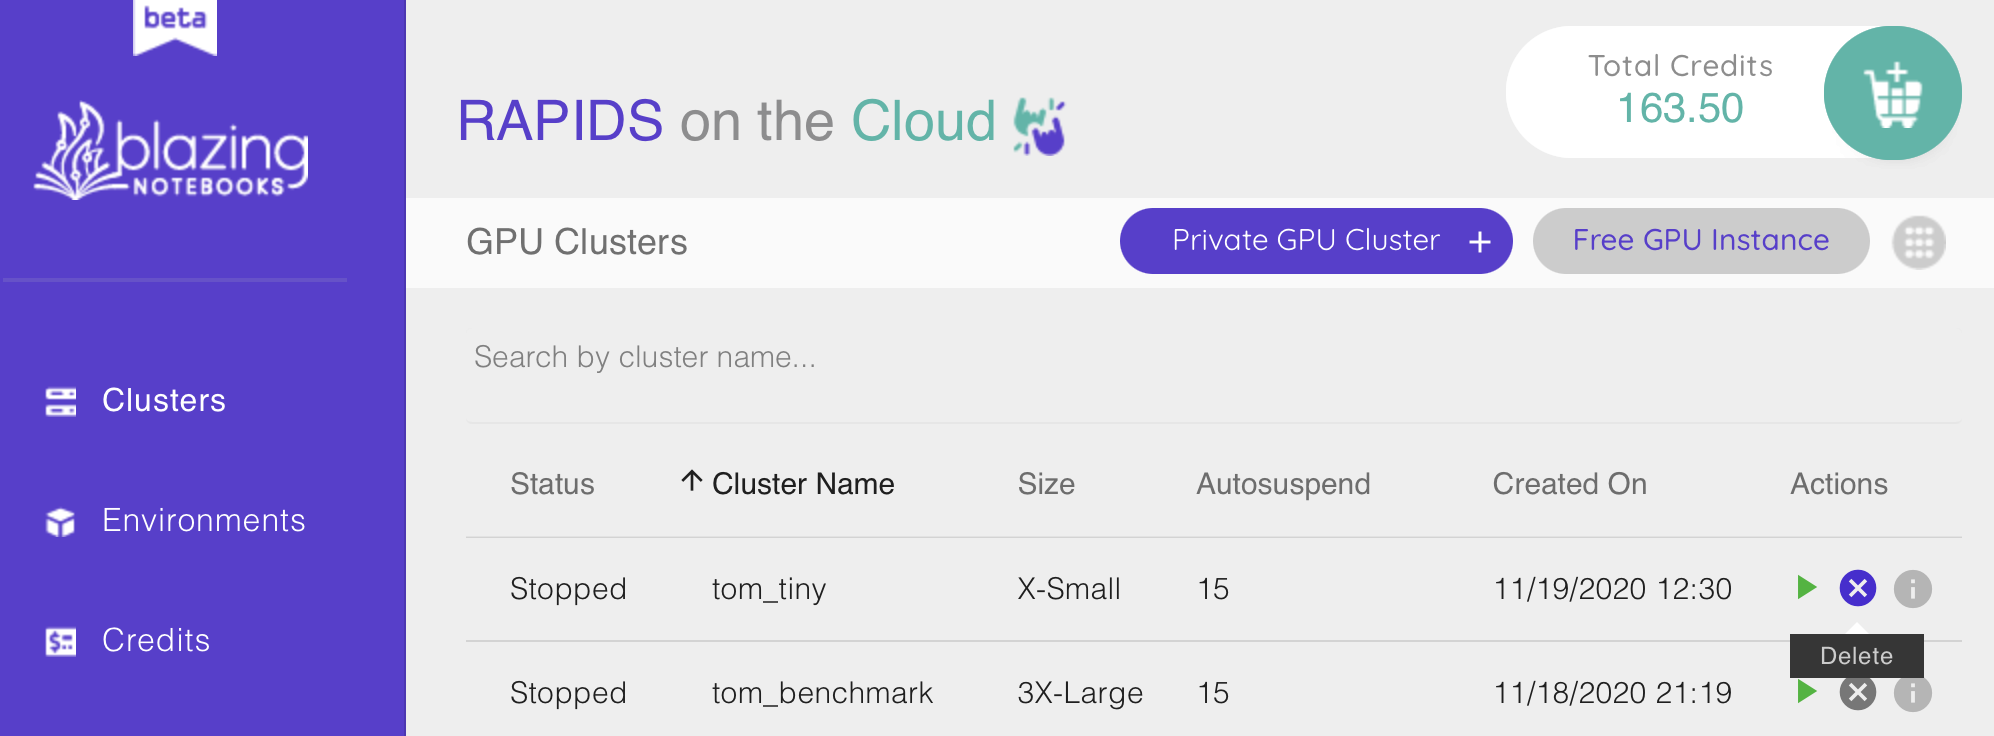 beta
blazing
NOTEBOOKS
Clusters
Environments
Credits
RAPIDS on the Cloud
Total Credits
163.50
GPU Clusters
Private GPU Cluster +
Free GPU Instance
Search by cluster name...
Status ↑ Cluster Name Size Autosuspend Created On Actions
Stopped tom_tiny X-Small 15 11/19/2020 12:30
Delete
Stopped tom_benchmark 3X-Large 15 11/18/2020 21:19